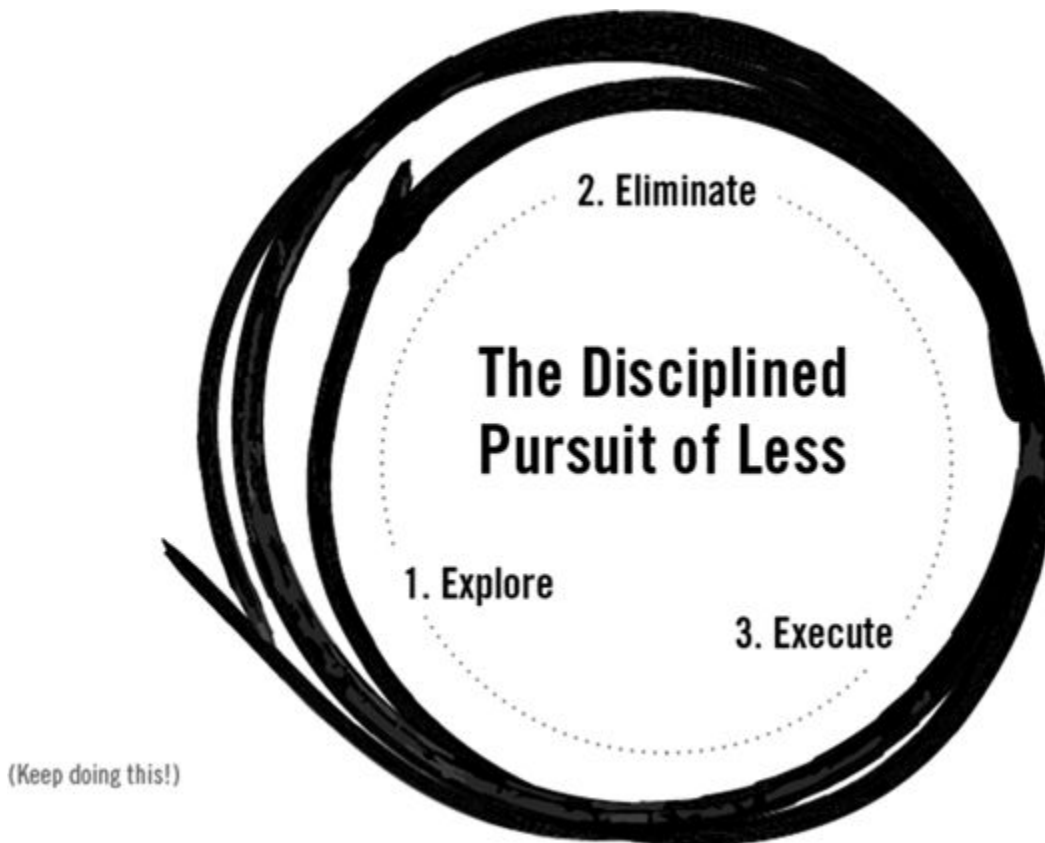 2. Eliminate
The Disciplined
Pursuit of Less
1. Explore
3. Execute
(Keep doing this!)